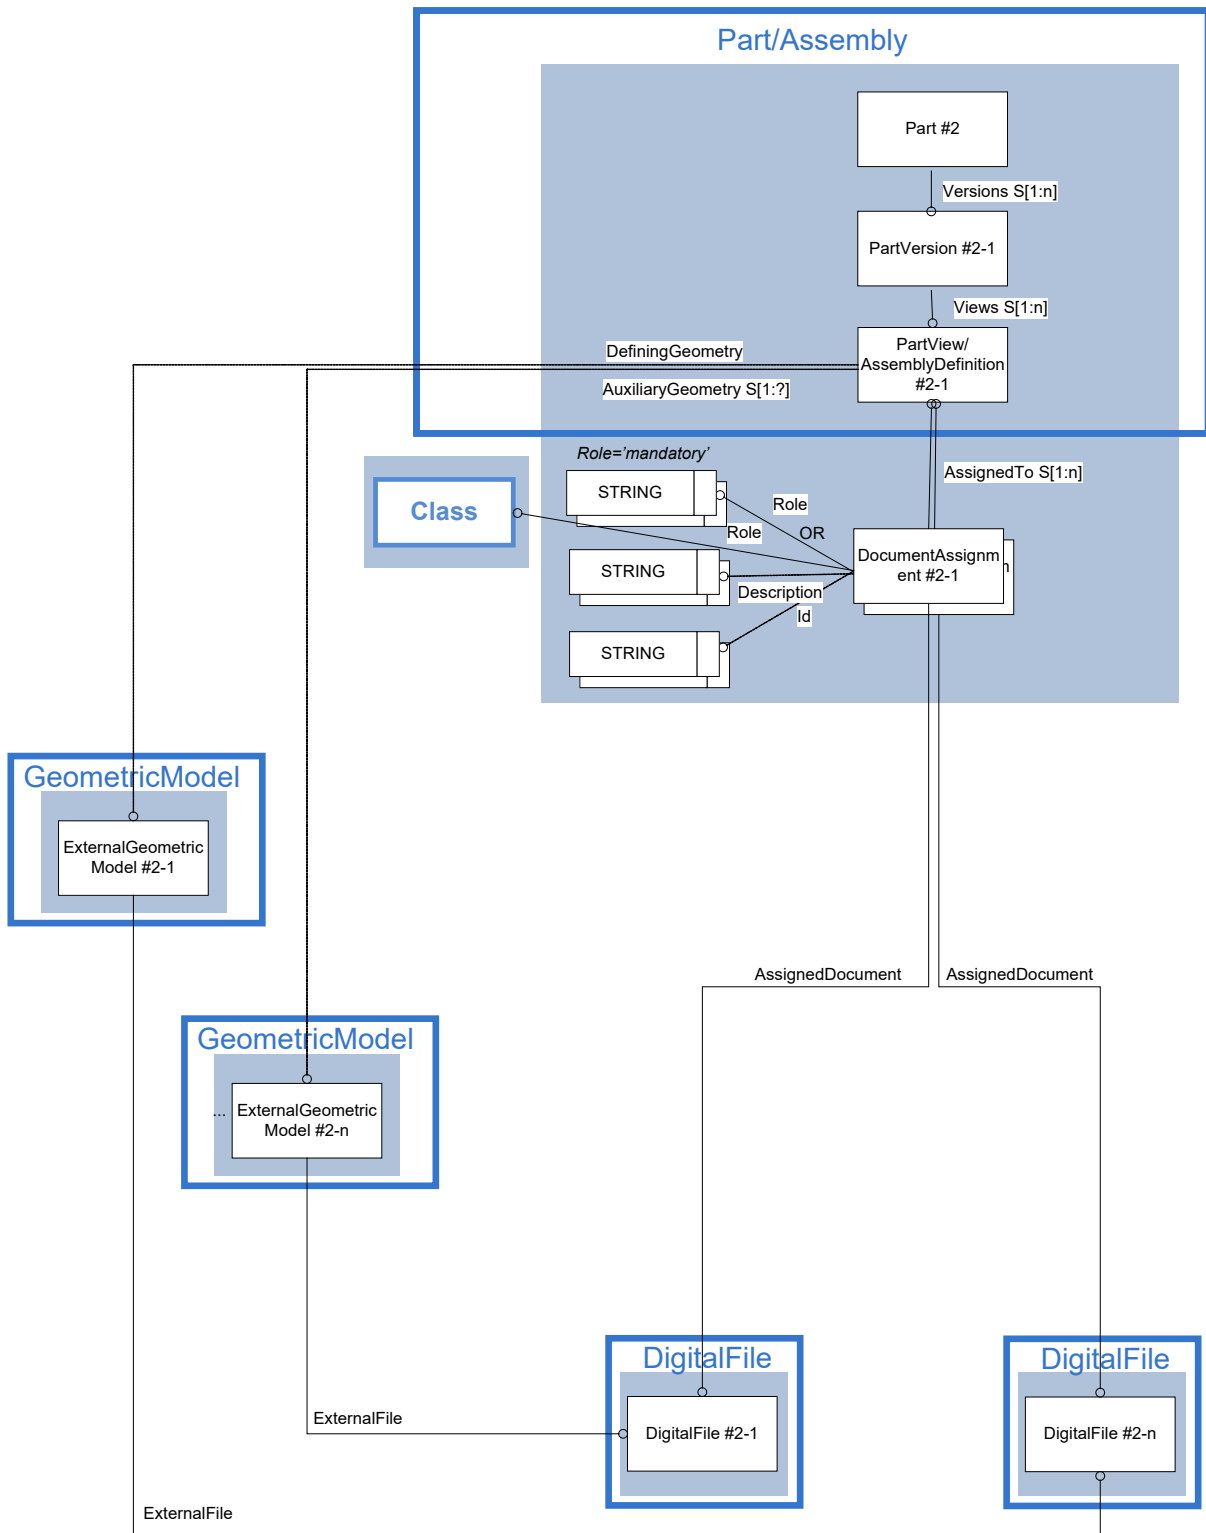 Part/Assembly
Part #2
Versions S[1:n]
PartVersion #2-1
Views S[1:n]
PartView/
AssemblyDefinition
#2-1
DefiningGeometry
AuxiliaryGeometry S[1:?]
Role='mandatory'
AssignedTo S[1:n]
STRING
Role
Class
Role
OR
DocumentAssignm
ent #2-1
n
STRING
Description
Id
STRING
GeometricModel
ExternalGeometric
Model #2-1
AssignedDocument
AssignedDocument
GeometricModel
... ExternalGeometric
Model #2-n
DigitalFile
DigitalFile
ExternalFile
DigitalFile #2-1
DigitalFile #2-n
ExternalFile